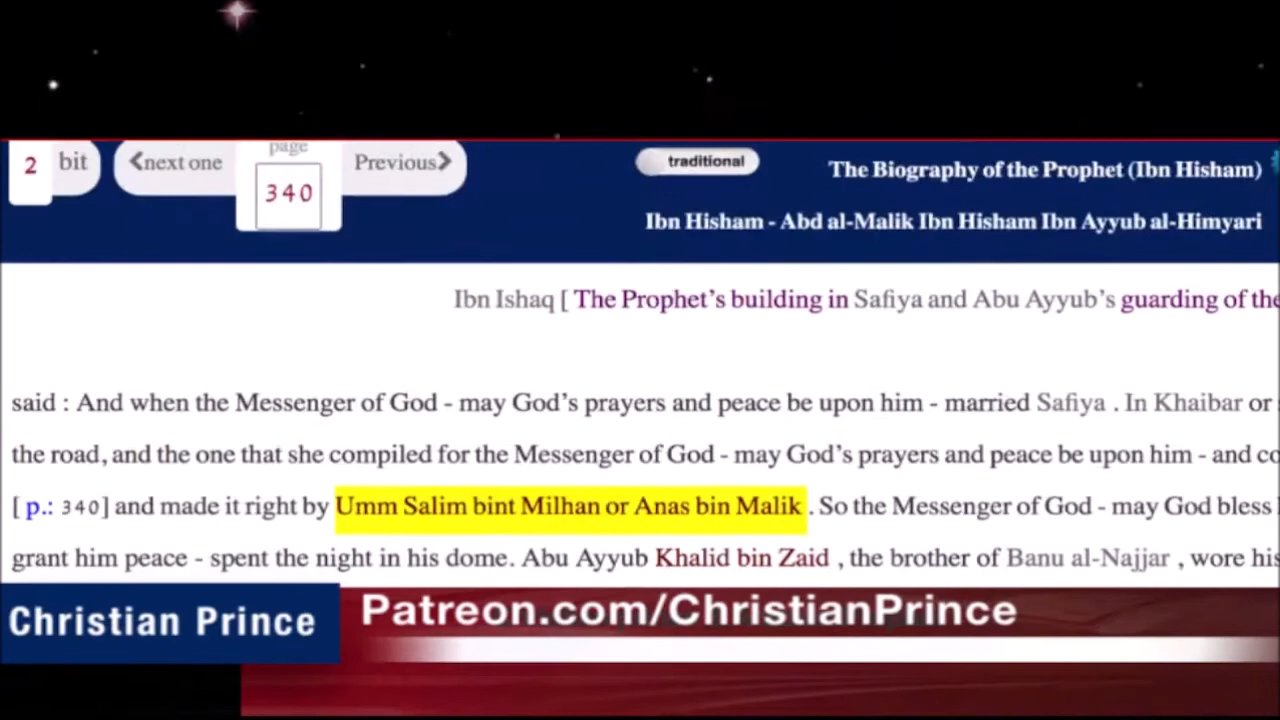 page
2 bit
next one
340
Previous
traditional
The Biography of the Prophet (Ibn Hisham)
Ibn Hisham - Abd al-Malik Ibn Hisham Ibn Ayyub al-Himyari
Ibn Ishaq [ The Prophet's building in Safiya and Abu Ayyub's guarding of the
said : And when the Messenger of God - may God's prayers and peace be upon him - married Safiya . In Khaibar or
the road, and the one that she compiled for the Messenger of God - may God's prayers and peace be upon him - and
[ p.: 340] and made it right by Umm Salim bint Milhan or Anas bin Malik . So the Messenger of God - may God bless
grant him peace - spent the night in his dome. Abu Ayyub Khalid bin Zaid , the brother of Banu al-Najjar , wore his
Christian Prince
Patreon.com/ChristianPrince